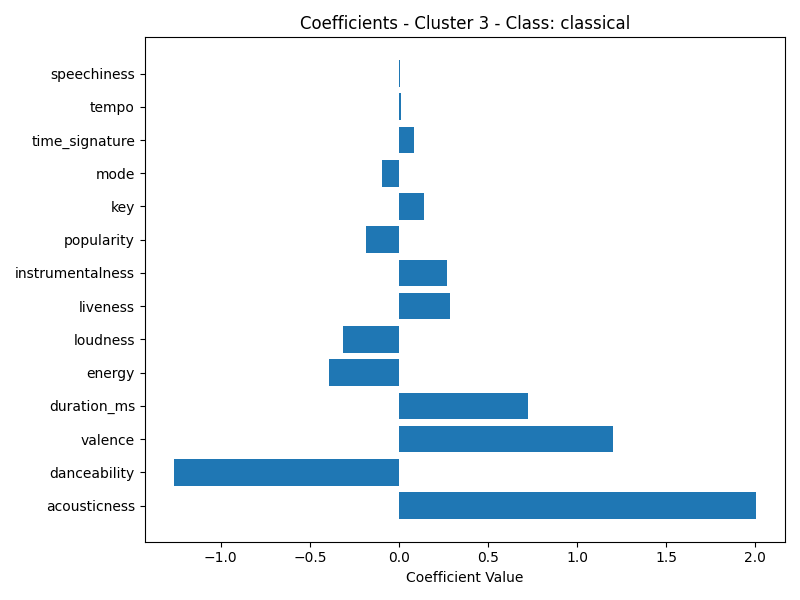 Coefficients - Cluster 3 - Class: classical
speechiness
tempo
time_signature
mode
key
popularity
instrumentalness
liveness
loudness
energy
duration_ms
valence
danceability
acousticness
−1.0 −0.5 0.0 0.5 1.0 1.5 2.0
Coefficient Value